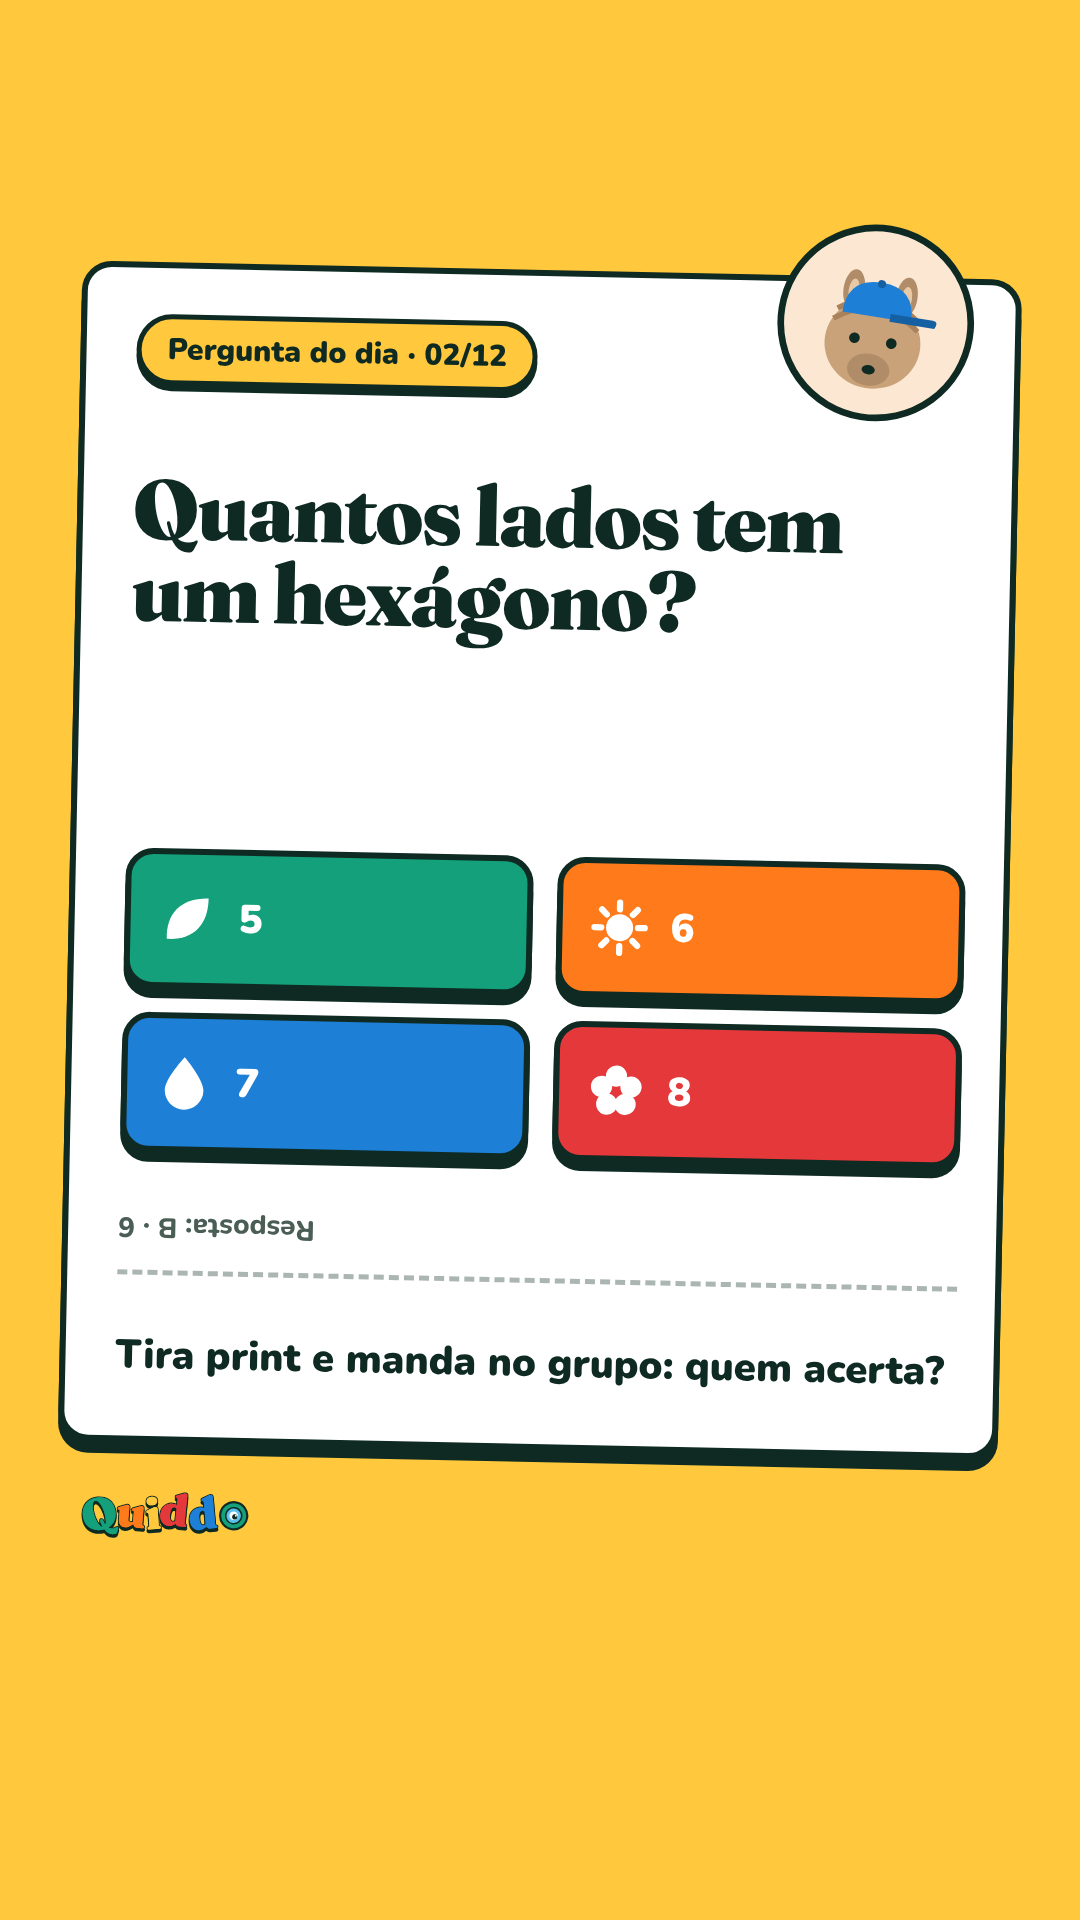 Pergunta do dia · 02/12
Quantos lados tem
um hexágono?
5
6
7
8
Resposta: B · 6
Tira print e manda no grupo: quem acerta?
Quiddo